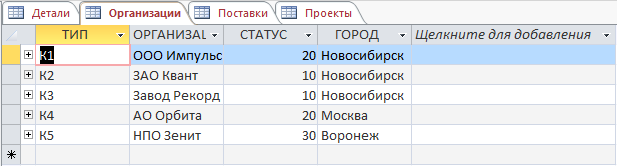 Детали Организации Поставки Проекты
ТИП ОРГАНИЗАЦ СТАТУС ГОРОД Щелкните для добавления
К1 ООО Импульс 20 Новосибирск
К2 ЗАО Квант 10 Новосибирск
К3 Завод Рекорд 10 Новосибирск
К4 АО Орбита 20 Москва
К5 НПО Зенит 30 Воронеж